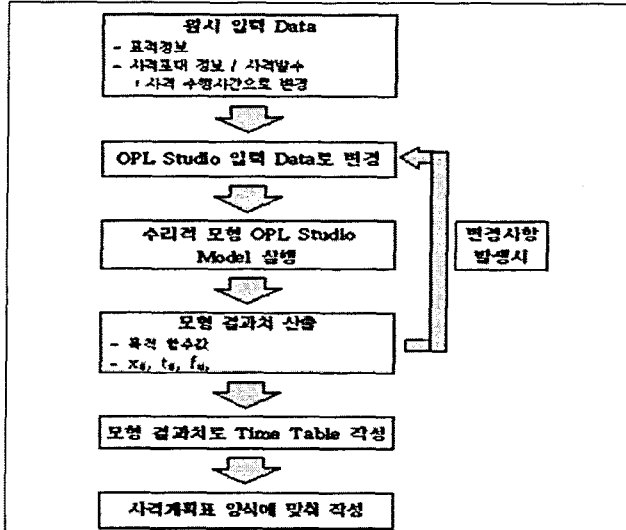 원시 입력 Data
- 표적정보
- 사격포대 정보 / 사격발수
: 사격 수행시간으로 변경
OPL Studio 입력 Data로 변경
수리적 모형 OPL Studio
Model 실행
변경사항
발생시
모형 결과치 산출
- 목적 함수값
모형 결과치로 Time Table 작성
사격계획표 양식에 맞춰 작성